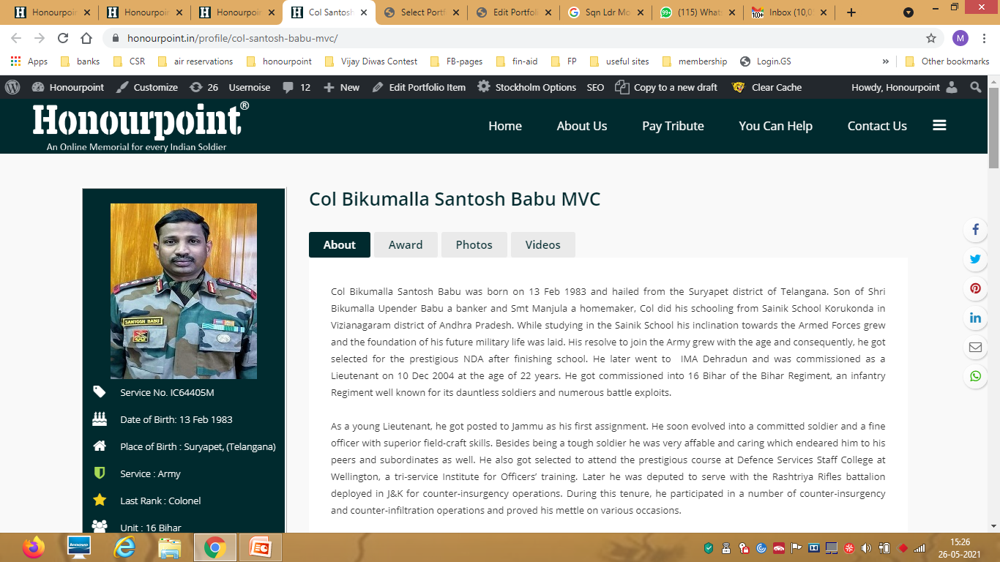 Honourpoin
Honourpoin
Honourpoin
Col Santosh
Select Portf
Edit Portfoli
Sqn Ldr Mo
(115) Whats
Inbox (10,0
honourpoint.in/profile/col-santosh-babu-mvc/
M
Apps banks CSR air reservations honourpoint Vijay Diwas Contest FB-pages fin-aid FP useful sites membership Login.GS » Other bookmarks
Honourpoint Customize 26 Usernoise 12 New Edit Portfolio Item Stockholm Options SEO Copy to a new draft Clear Cache Howdy, Honourpoint
Honourpoint®
An Online Memorial for every Indian Soldier
Home About Us Pay Tribute You Can Help Contact Us
SANTOSH BABU
Service No. IC64405M
Date of Birth: 13 Feb 1983
Place of Birth : Suryapet, (Telangana)
Service : Army
Last Rank : Colonel
Unit : 16 Bihar
Col Bikumalla Santosh Babu MVC
About Award Photos Videos
Col Bikumalla Santosh Babu was born on 13 Feb 1983 and hailed from the Suryapet district of Telangana. Son of Shri
Bikumalla Upender Babu a banker and Smt Manjula a homemaker, Col did his schooling from Sainik School Korukonda in
Vizianagaram district of Andhra Pradesh. While studying in the Sainik School his inclination towards the Armed Forces grew
and the foundation of his future military life was laid. His resolve to join the Army grew with the age and consequently, he got
selected for the prestigious NDA after finishing school. He later went to IMA Dehradun and was commissioned as a
Lieutenant on 10 Dec 2004 at the age of 22 years. He got commissioned into 16 Bihar of the Bihar Regiment, an infantry
Regiment well known for its dauntless soldiers and numerous battle exploits.
As a young Lieutenant, he got posted to Jammu as his first assignment. He soon evolved into a committed soldier and a fine
officer with superior field-craft skills. Besides being a tough soldier he was very affable and caring which endeared him to his
peers and subordinates as well. He also got selected to attend the prestigious course at Defence Services Staff College at
Wellington, a tri-service Institute for Officers' training. Later he was deputed to serve with the Rashtriya Rifles battalion
deployed in J&K for counter-insurgency operations. During this tenure, he participated in a number of counter-insurgency
and counter-infiltration operations and proved his mettle on various occasions.
15:26
26-05-2021